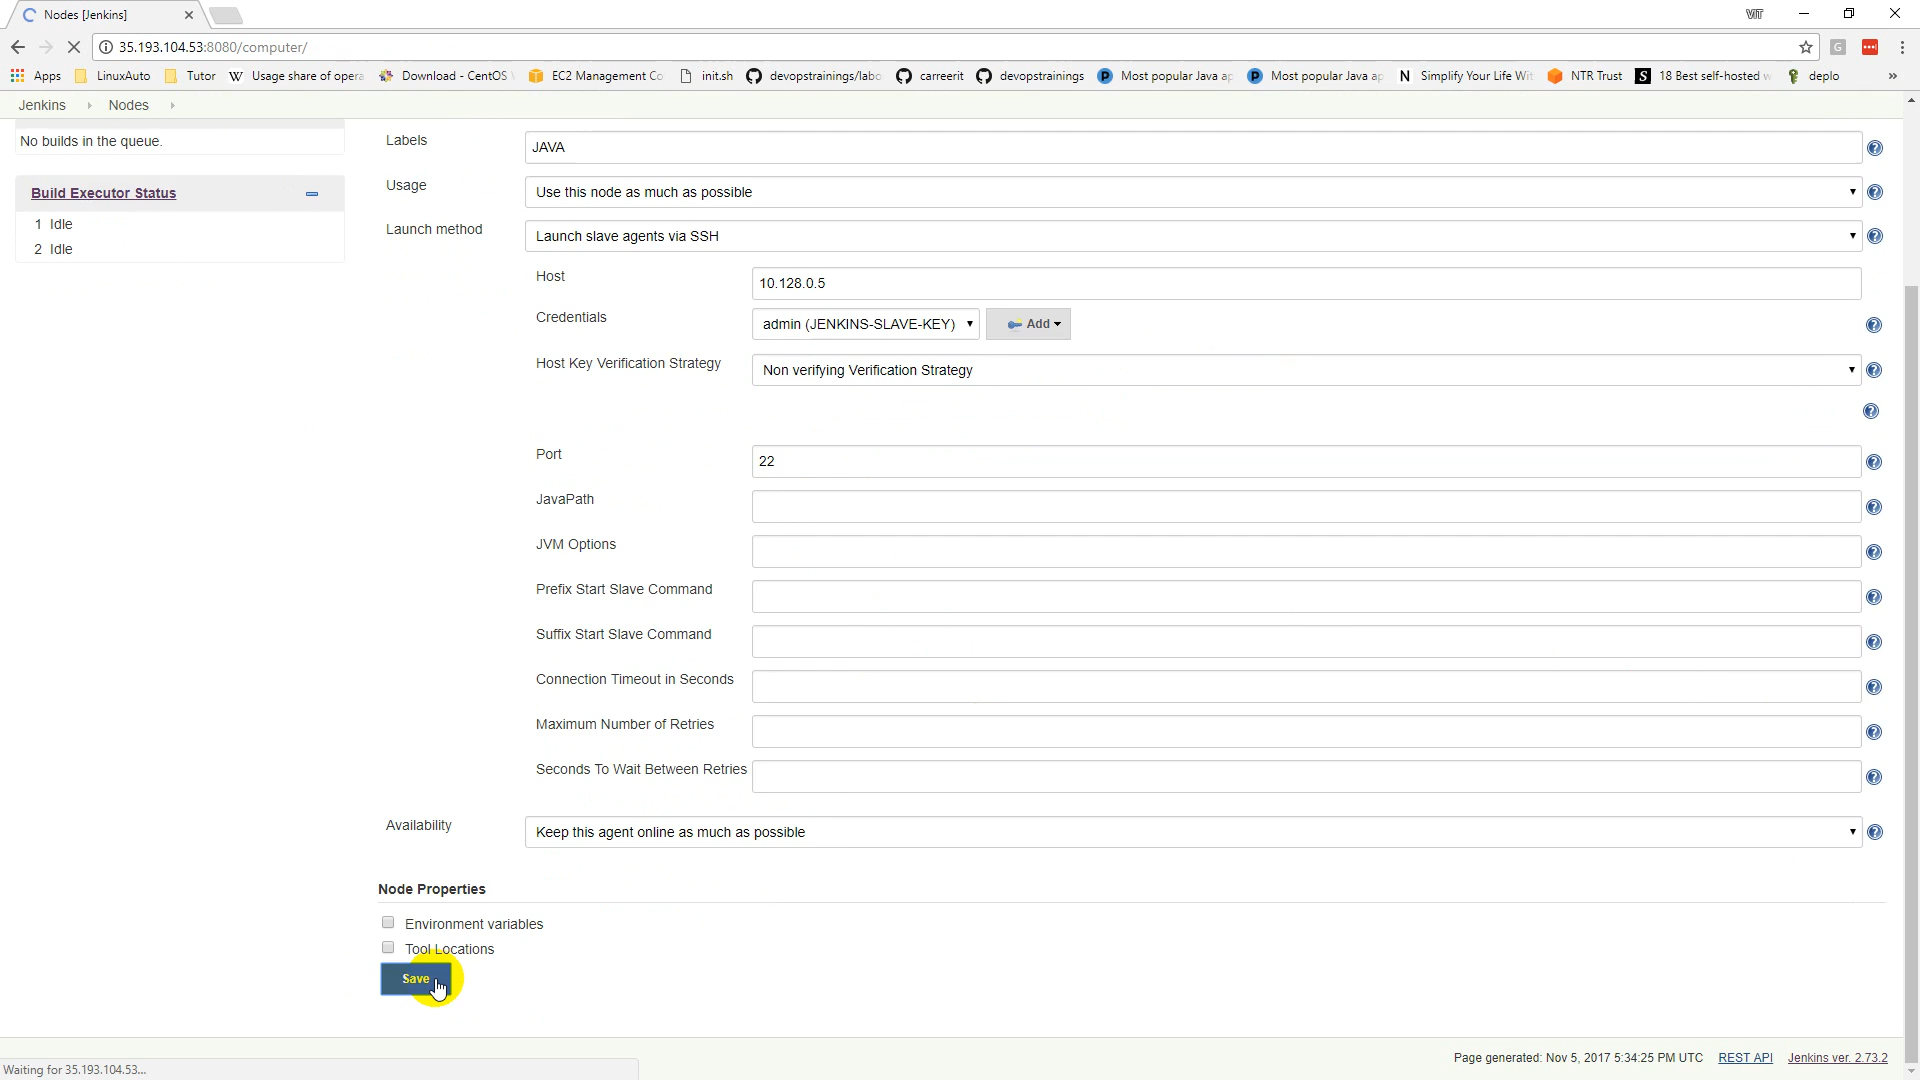 Nodes [Jenkins]
VIT
35.193.104.53:8080/computer/
Apps LinuxAuto Tutor Usage share of opera Download - CentOS EC2 Management Co init.sh devopstrainings/labo carreerit devopstrainings Most popular Java ap Most popular Java ap Simplify Your Life Wit NTR Trust 18 Best self-hosted w deplo »
Jenkins Nodes
No builds in the queue.
Build Executor Status
1 Idle
2 Idle
Labels JAVA
Usage Use this node as much as possible
Launch method Launch slave agents via SSH
Host 10.128.0.5
Credentials admin (JENKINS-SLAVE-KEY) Add
Host Key Verification Strategy Non verifying Verification Strategy
Port 22
JavaPath
JVM Options
Prefix Start Slave Command
Suffix Start Slave Command
Connection Timeout in Seconds
Maximum Number of Retries
Seconds To Wait Between Retries
Availability Keep this agent online as much as possible
Node Properties
Environment variables
Tool Locations
Save
Page generated: Nov 5, 2017 5:34:25 PM UTC REST API Jenkins ver. 2.73.2
Waiting for 35.193.104.53...